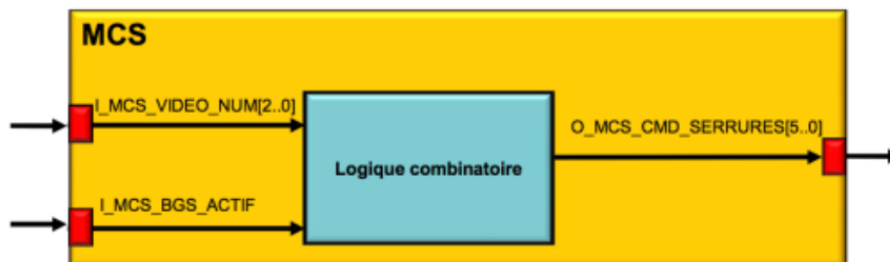 MCS
I_MCS_VIDEO_NUM[2..0]
O_MCS_CMD_SERRURES[5..0]
Logique combinatoire
I_MCS_BGS_ACTIF